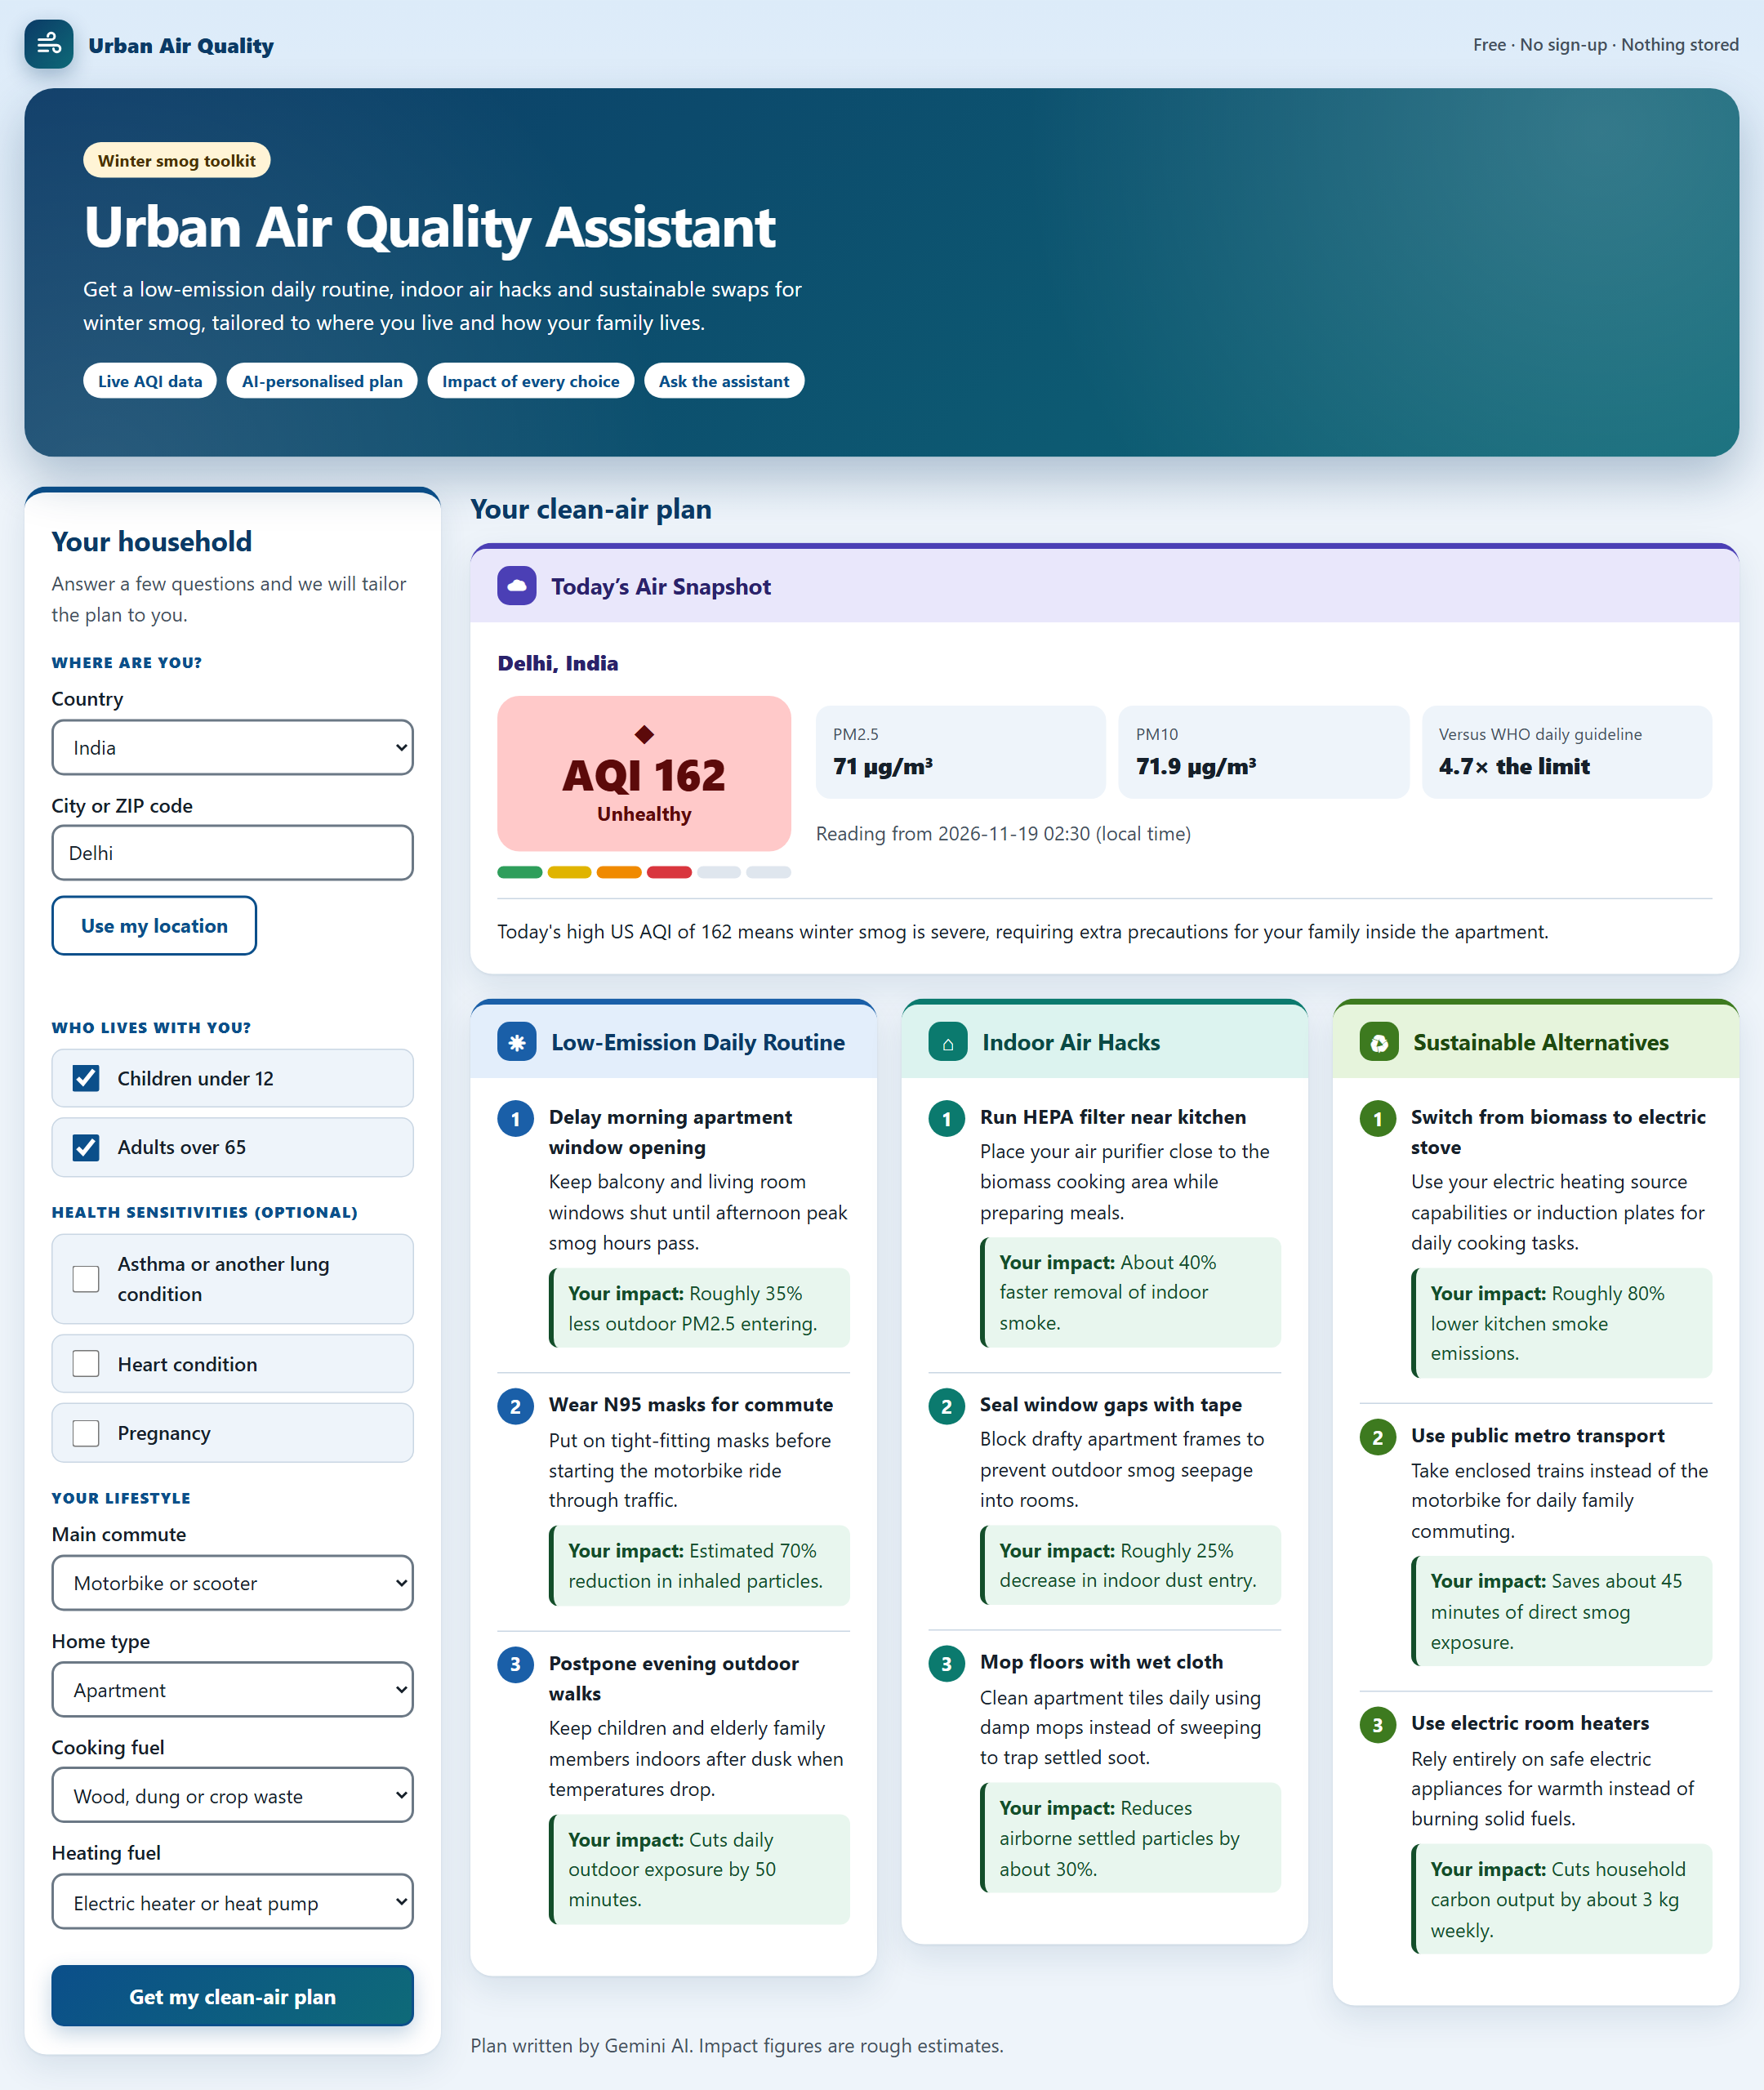 Urban Air Quality
Free · No sign-up · Nothing stored
Winter smog toolkit
Urban Air Quality Assistant
Get a low-emission daily routine, indoor air hacks and sustainable swaps for
winter smog, tailored to where you live and how your family lives.
Live AQI data
AI-personalised plan
Impact of every choice
Ask the assistant
Your household
Answer a few questions and we will tailor
the plan to you.
WHERE ARE YOU?
Country
India
City or ZIP code
Delhi
Use my location
WHO LIVES WITH YOU?
Children under 12
Adults over 65
HEALTH SENSITIVITIES (OPTIONAL)
Asthma or another lung
condition
Heart condition
Pregnancy
YOUR LIFESTYLE
Main commute
Motorbike or scooter
Home type
Apartment
Cooking fuel
Wood, dung or crop waste
Heating fuel
Electric heater or heat pump
Get my clean-air plan
Your clean-air plan
Today’s Air Snapshot
Delhi, India
AQI 162
Unhealthy
PM2.5
71 µg/m³
PM10
71.9 µg/m³
Versus WHO daily guideline
4.7× the limit
Reading from 2026-11-19 02:30 (local time)
Today's high US AQI of 162 means winter smog is severe, requiring extra precautions for your family inside the apartment.
Low-Emission Daily Routine
1
Delay morning apartment
window opening
Keep balcony and living room
windows shut until afternoon peak
smog hours pass.
Your impact: Roughly 35%
less outdoor PM2.5 entering.
2
Wear N95 masks for commute
Put on tight-fitting masks before
starting the motorbike ride
through traffic.
Your impact: Estimated 70%
reduction in inhaled particles.
3
Postpone evening outdoor
walks
Keep children and elderly family
members indoors after dusk when
temperatures drop.
Your impact: Cuts daily
outdoor exposure by 50
minutes.
Indoor Air Hacks
1
Run HEPA filter near kitchen
Place your air purifier close to the
biomass cooking area while
preparing meals.
Your impact: About 40%
faster removal of indoor
smoke.
2
Seal window gaps with tape
Block drafty apartment frames to
prevent outdoor smog seepage
into rooms.
Your impact: Roughly 25%
decrease in indoor dust entry.
3
Mop floors with wet cloth
Clean apartment tiles daily using
damp mops instead of sweeping
to trap settled soot.
Your impact: Reduces
airborne settled particles by
about 30%.
Sustainable Alternatives
1
Switch from biomass to electric
stove
Use your electric heating source
capabilities or induction plates for
daily cooking tasks.
Your impact: Roughly 80%
lower kitchen smoke
emissions.
2
Use public metro transport
Take enclosed trains instead of the
motorbike for daily family
commuting.
Your impact: Saves about 45
minutes of direct smog
exposure.
3
Use electric room heaters
Rely entirely on safe electric
appliances for warmth instead of
burning solid fuels.
Your impact: Cuts household
carbon output by about 3 kg
weekly.
Plan written by Gemini AI. Impact figures are rough estimates.